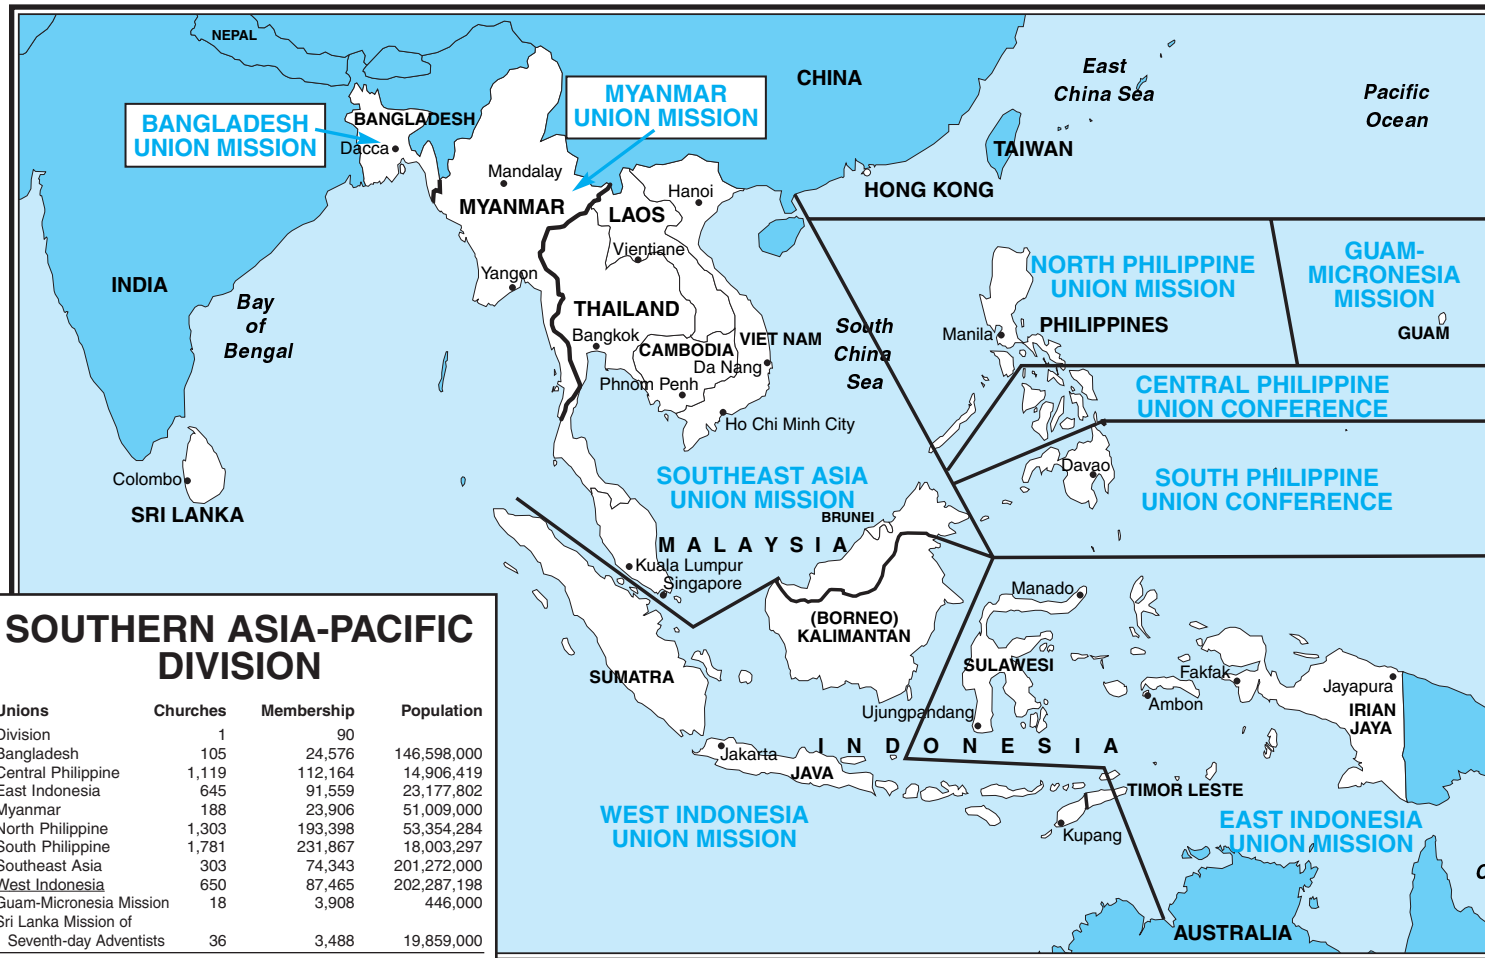 NEPAL
CHINA
East
China Sea
Pacific
Ocean
MYANMAR
UNION MISSION
BANGLADESH
UNION MISSION
BANGLADESH
Dacca
TAIWAN
Mandalay
Hanoi
HONG KONG
MYANMAR
LAOS
Vientiane
NORTH PHILIPPINE
UNION MISSION
GUAM-
MICRONESIA
MISSION
INDIA
Yangon
Bay
of
Bengal
THAILAND
Bangkok
CAMBODIA
VIET NAM
Da Nang
Phnom Penh
South
China
Sea
Manila
PHILIPPINES
GUAM
CENTRAL PHILIPPINE
UNION CONFERENCE
Ho Chi Minh City
Colombo
SRI LANKA
SOUTHEAST ASIA
UNION MISSION
Davao
SOUTH PHILIPPINE
UNION CONFERENCE
BRUNEI
MALAYSIA
Kuala Lumpur
Singapore
Manado
(BORNEO)
KALIMANTAN
SUMATRA
SULAWESI
Fakfak
Jayapura
Ambon
IRIAN
JAYA
Ujungpandang
INDONESIA
Jakarta
JAVA
TIMOR LESTE
WEST INDONESIA
UNION MISSION
Kupang
EAST INDONESIA
UNION MISSION
AUSTRALIA
SOUTHERN ASIA-PACIFIC
DIVISION
Unions Churches Membership Population
Division 1 90
Bangladesh 105 24,576 146,598,000
Central Philippine 1,119 112,164 14,906,419
East Indonesia 645 91,559 23,177,802
Myanmar 188 23,906 51,009,000
North Philippine 1,303 193,398 53,354,284
South Philippine 1,781 231,867 18,003,297
Southeast Asia 303 74,343 201,272,000
West Indonesia 650 87,465 202,287,198
Guam-Micronesia Mission 18 3,908 446,000
Sri Lanka Mission of
Seventh-day Adventists 36 3,488 19,859,000